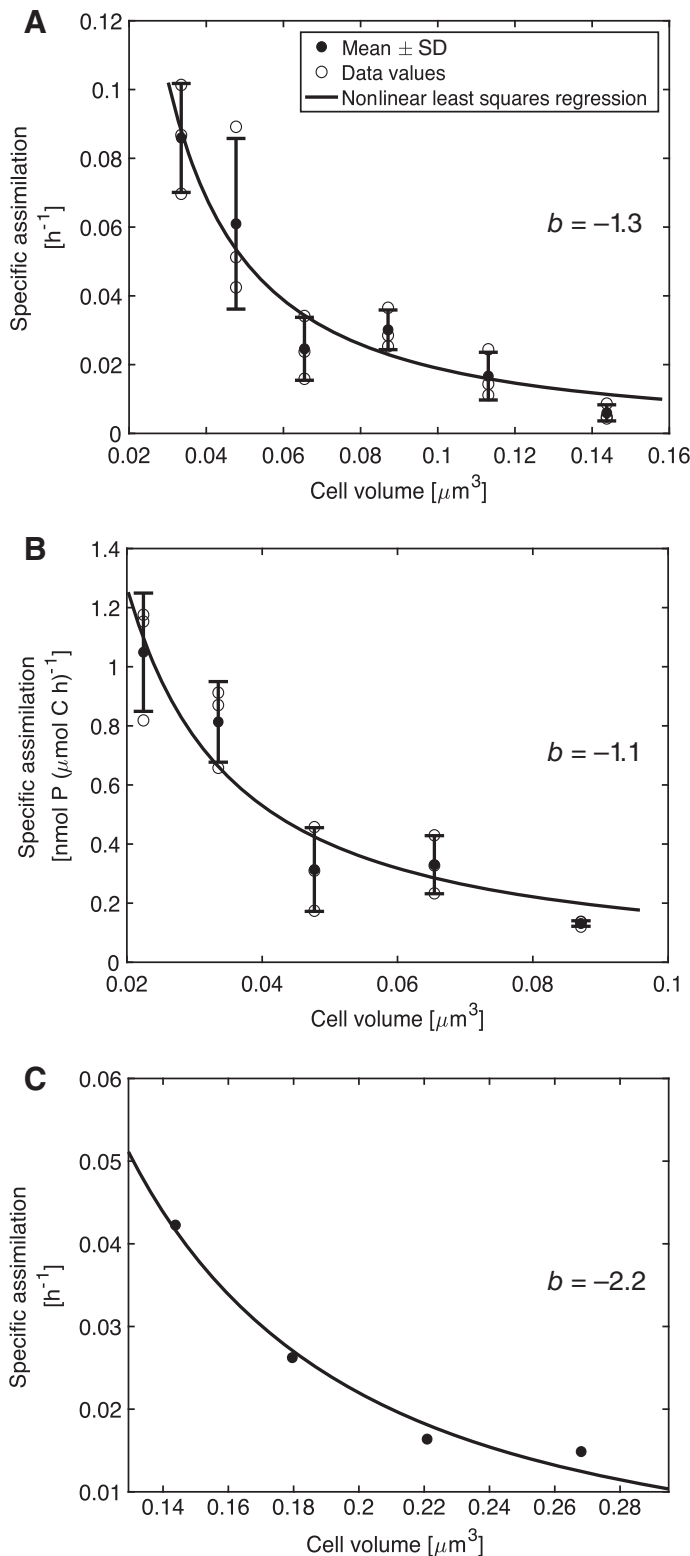 A
0.12
0.1
0.08
0.06
0.04
0.02
0
Specific assimilation
[h⁻¹]
Mean ± SD
Data values
Nonlinear least squares regression
b = −1.3
0.02 0.04 0.06 0.08 0.1 0.12 0.14 0.16
Cell volume [μm³]
B
1.4
1.2
1
0.8
0.6
0.4
0.2
0
Specific assimilation
[nmol P (μmol C h)⁻¹]
b = −1.1
0.02 0.04 0.06 0.08 0.1
Cell volume [μm³]
C
0.06
0.05
0.04
0.03
0.02
0.01
Specific assimilation
[h⁻¹]
b = −2.2
0.14 0.16 0.18 0.2 0.22 0.24 0.26 0.28
Cell volume [μm³]